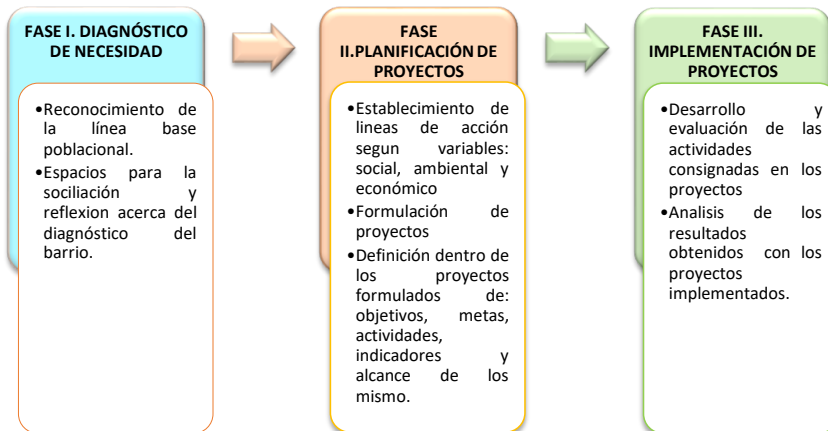 FASE I. DIAGNÓSTICO
DE NECESIDAD
•Reconocimiento de
la línea base
poblacional.
•Espacios para la
sociliación y
reflexion acerca del
diagnóstico del
barrio.
FASE
II.PLANIFICACIÓN DE
PROYECTOS
•Establecimiento de
lineas de acción
segun variables:
social, ambiental y
económico
•Formulación de
proyectos
•Definición dentro de
los proyectos
formulados de:
objetivos, metas,
actividades,
indicadores y
alcance de los
mismo.
FASE III.
IMPLEMENTACIÓN DE
PROYECTOS
•Desarrollo y
evaluación de las
actividades
consignadas en los
proyectos
•Analisis de los
resultados
obtenidos con los
proyectos
implementados.